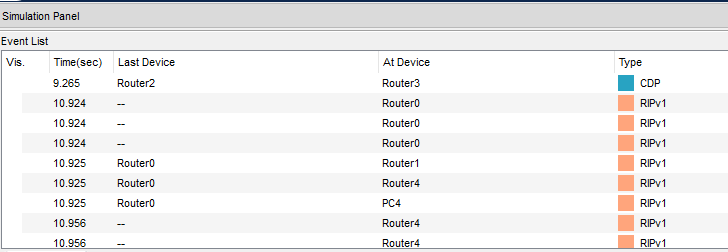 Simulation Panel
Event List
Vis. Time(sec) Last Device At Device Type
9.265 Router2 Router3 CDP
10.924 -- Router0 RIPv1
10.924 -- Router0 RIPv1
10.924 -- Router0 RIPv1
10.925 Router0 Router1 RIPv1
10.925 Router0 Router4 RIPv1
10.925 Router0 PC4 RIPv1
10.956 -- Router4 RIPv1
10.956 -- Router4 RIPv1